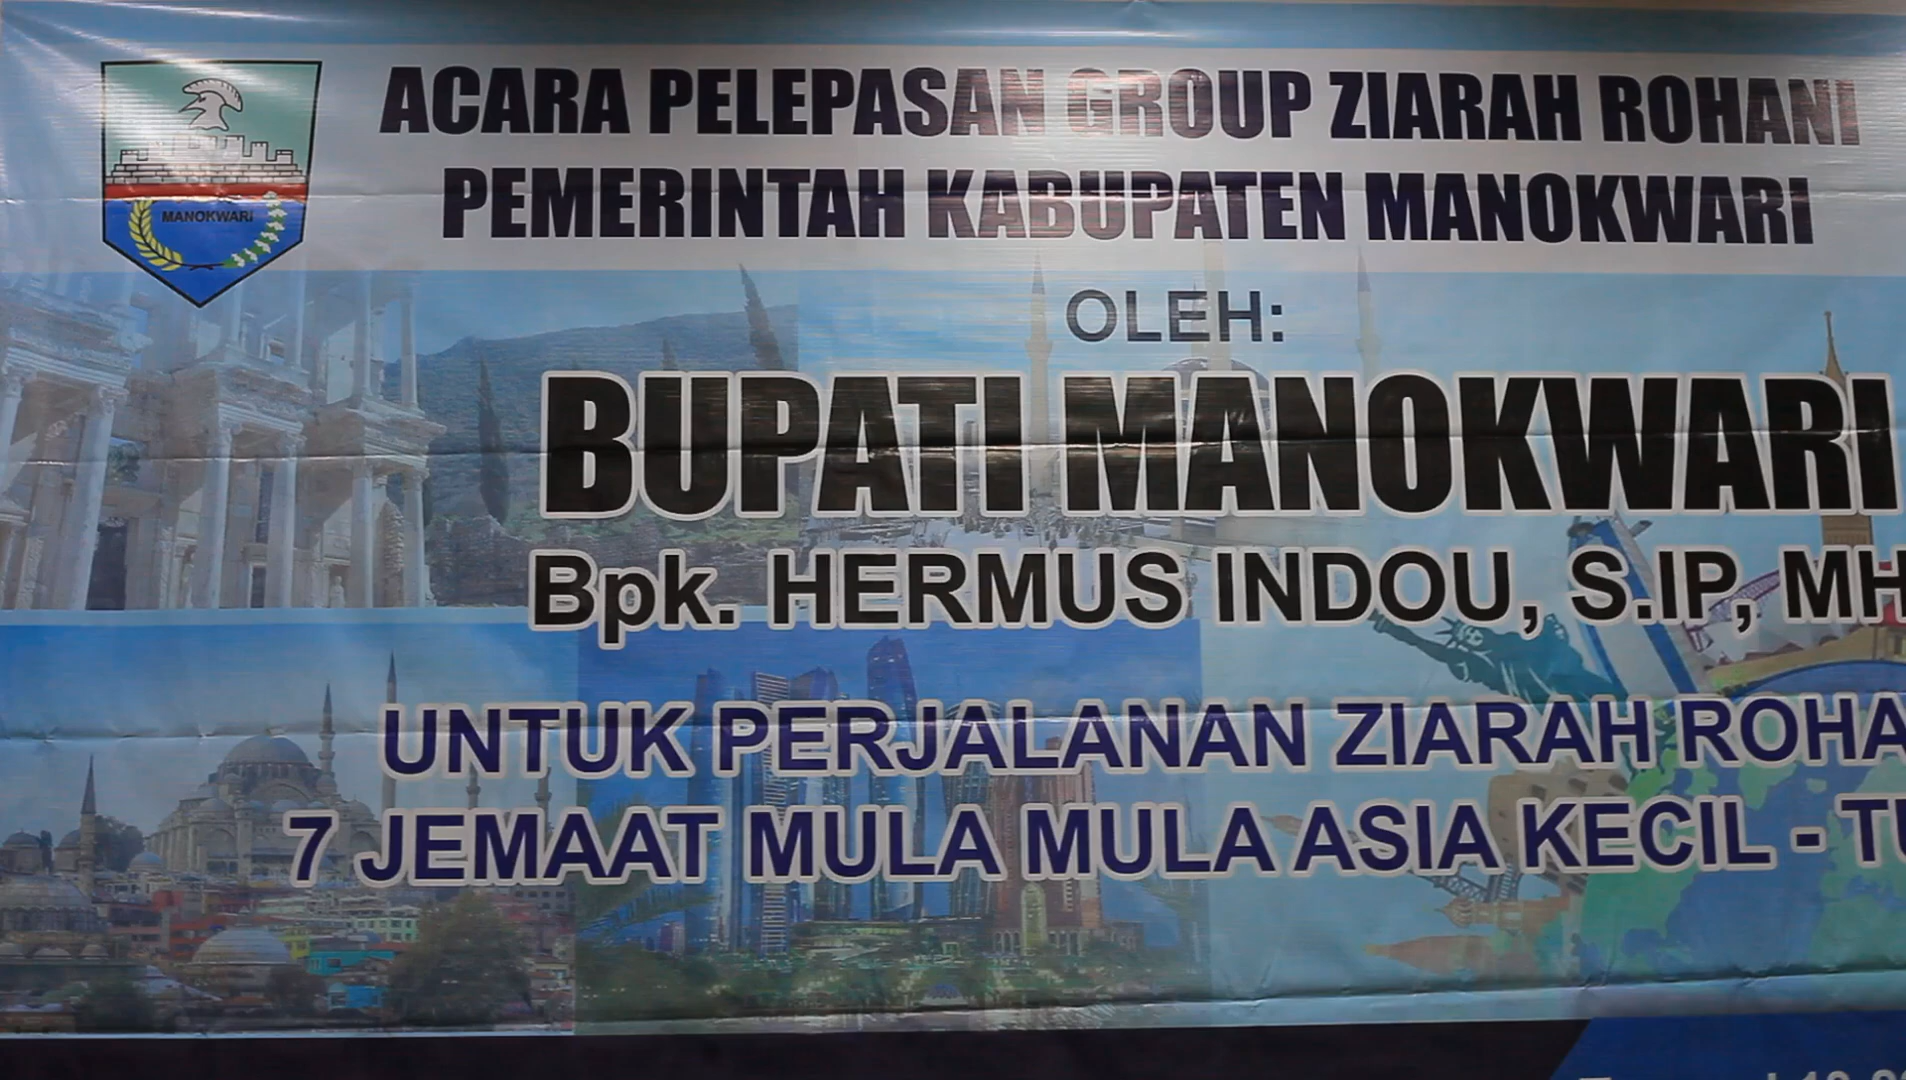 MANOKWARI
ACARA PELEPASAN GROUP ZIARAH ROHANI
PEMERINTAH KABUPATEN MANOKWARI
OLEH:
BUPATI MANOKWARI
Bpk. HERMUS INDOU, S.IP, MH
UNTUK PERJALANAN ZIARAH ROHA
7 JEMAAT MULA MULA ASIA KECIL - TU